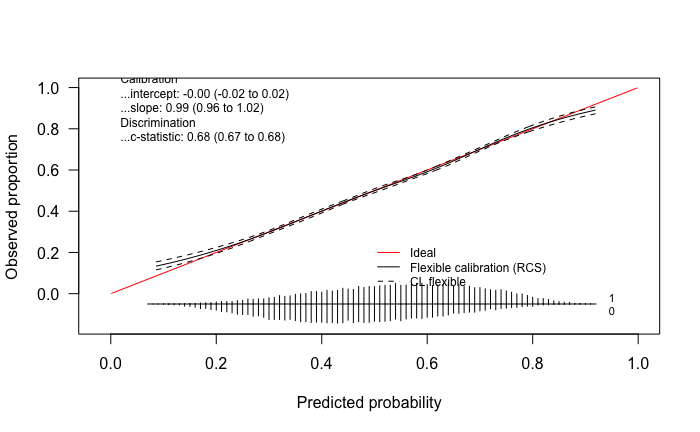 Calibration
...intercept: -0.00 (-0.02 to 0.02)
...slope: 0.99 (0.96 to 1.02)
Discrimination
...c-statistic: 0.68 (0.67 to 0.68)
1.0
0.8
0.6
0.4
0.2
0.0
Observed proportion
Ideal
Flexible calibration (RCS)
CL flexible
1
0
0.0 0.2 0.4 0.6 0.8 1.0
Predicted probability